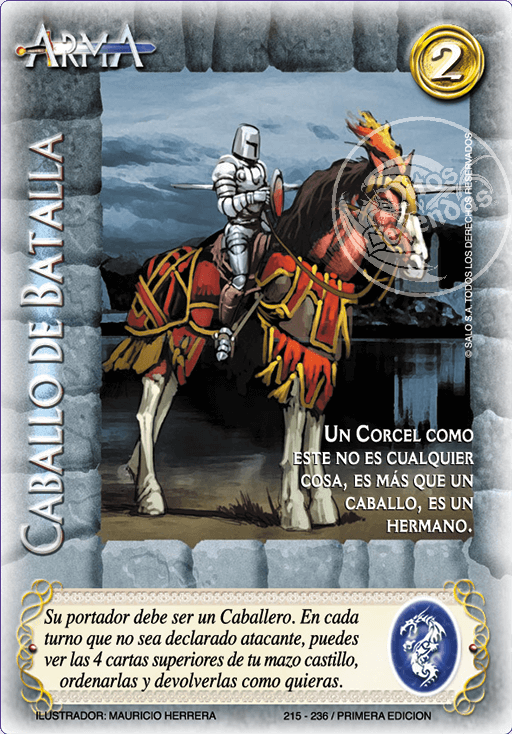 ARMA
2
CABALLO DE BATALLA
© SALO S.A. TODOS LOS DERECHOS RESERVADOS
UN CORCEL COMO
ESTE NO ES CUALQUIER
COSA, ES MÁS QUE UN
CABALLO, ES UN
HERMANO.
Su portador debe ser un Caballero. En cada
turno que no sea declarado atacante, puedes
ver las 4 cartas superiores de tu mazo castillo,
ordenarlas y devolverlas como quieras.
ILUSTRADOR: MAURICIO HERRERA
215 - 236 / PRIMERA EDICION